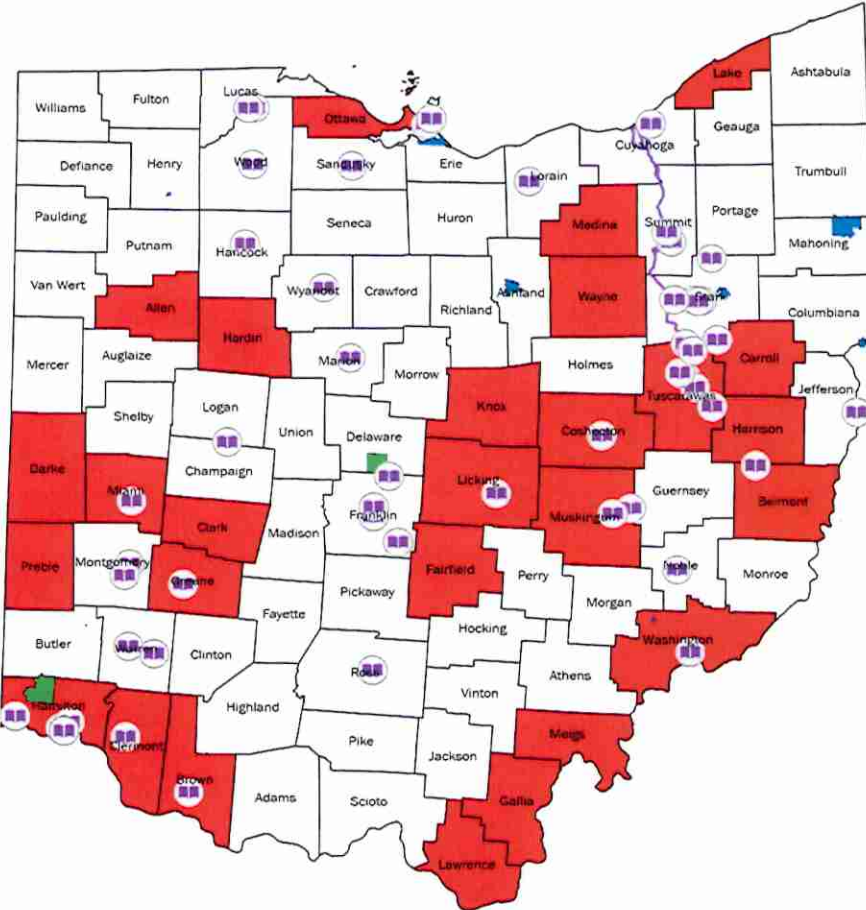 Williams
Fulton
Lucas
Ottawa
Lake
Ashtabula
Geauga
Cuyahoga
Defiance
Henry
Wood
Sandusky
Erie
Lorain
Trumbull
Paulding
Putnam
Hancock
Seneca
Huron
Medina
Summit
Portage
Mahoning
Van Wert
Allen
Wyandot
Crawford
Richland
Ashland
Wayne
Stark
Columbiana
Mercer
Auglaize
Hardin
Marion
Morrow
Holmes
Carroll
Jefferson
Shelby
Logan
Union
Delaware
Knox
Coshocton
Tuscarawas
Harrison
Darke
Miami
Champaign
Clark
Madison
Franklin
Licking
Muskingum
Guernsey
Belmont
Preble
Montgomery
Greene
Pickaway
Fairfield
Perry
Morgan
Noble
Monroe
Butler
Warren
Clinton
Fayette
Ross
Hocking
Athens
Washington
Hamilton
Clermont
Brown
Highland
Pike
Vinton
Jackson
Meigs
Adams
Scioto
Gallia
Lawrence